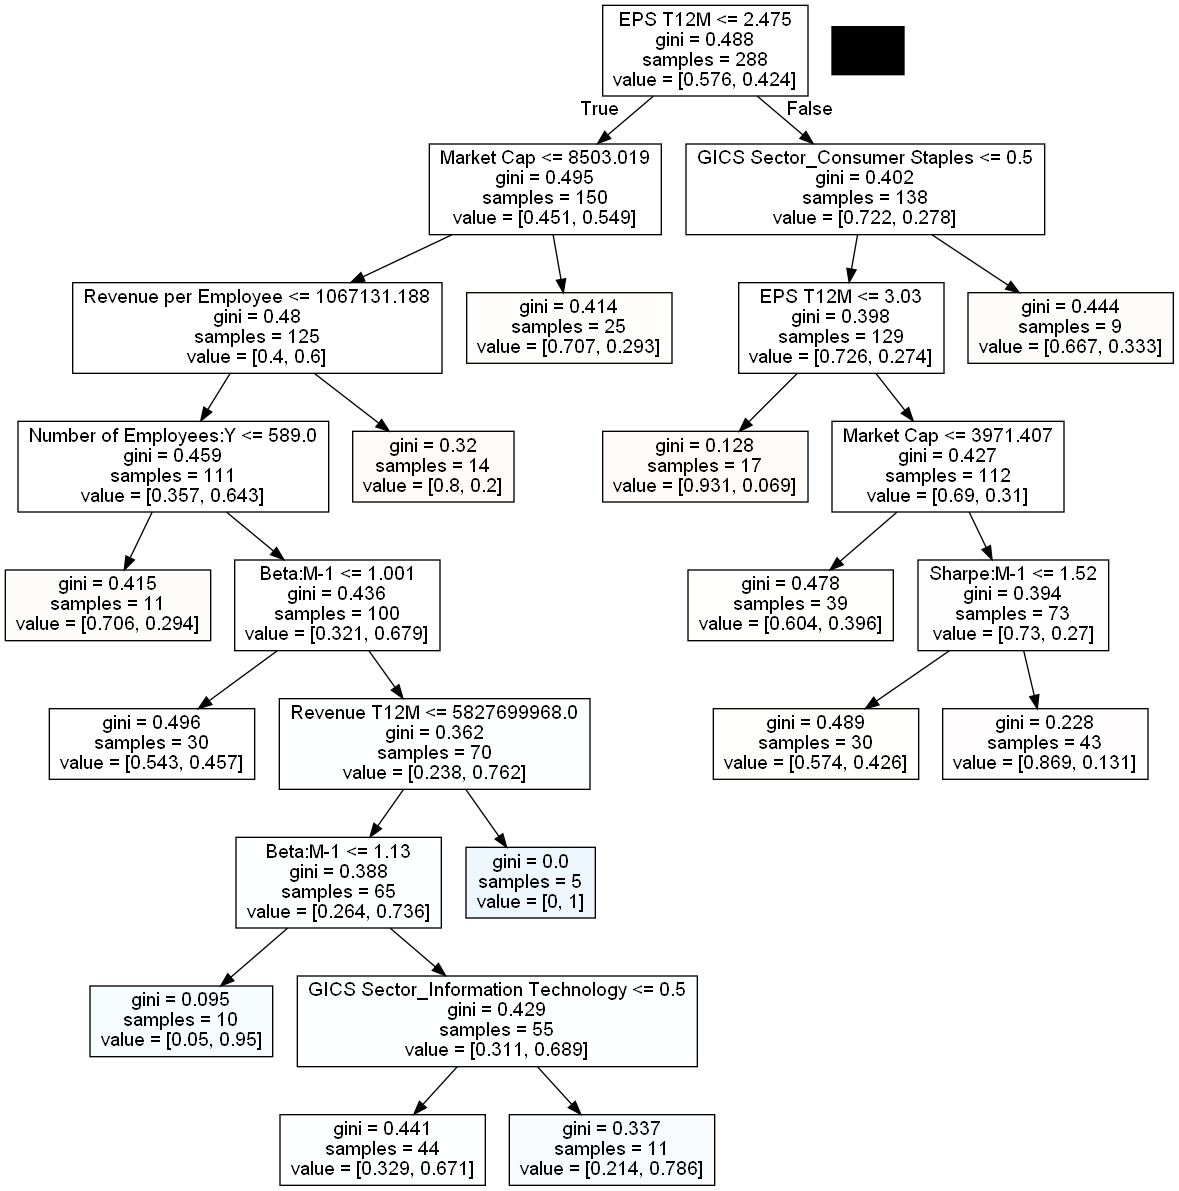 EPS T12M <= 2.475
gini = 0.488
samples = 288
value = [0.576, 0.424]
True
False
Market Cap <= 8503.019
gini = 0.495
samples = 150
value = [0.451, 0.549]
GICS Sector_Consumer Staples <= 0.5
gini = 0.402
samples = 138
value = [0.722, 0.278]
Revenue per Employee <= 1067131.188
gini = 0.48
samples = 125
value = [0.4, 0.6]
gini = 0.414
samples = 25
value = [0.707, 0.293]
EPS T12M <= 3.03
gini = 0.398
samples = 129
value = [0.726, 0.274]
gini = 0.444
samples = 9
value = [0.667, 0.333]
Number of Employees:Y <= 589.0
gini = 0.459
samples = 111
value = [0.357, 0.643]
gini = 0.32
samples = 14
value = [0.8, 0.2]
gini = 0.128
samples = 17
value = [0.931, 0.069]
Market Cap <= 3971.407
gini = 0.427
samples = 112
value = [0.69, 0.31]
gini = 0.415
samples = 11
value = [0.706, 0.294]
Beta:M-1 <= 1.001
gini = 0.436
samples = 100
value = [0.321, 0.679]
gini = 0.478
samples = 39
value = [0.604, 0.396]
Sharpe:M-1 <= 1.52
gini = 0.394
samples = 73
value = [0.73, 0.27]
gini = 0.496
samples = 30
value = [0.543, 0.457]
Revenue T12M <= 5827699968.0
gini = 0.362
samples = 70
value = [0.238, 0.762]
gini = 0.489
samples = 30
value = [0.574, 0.426]
gini = 0.228
samples = 43
value = [0.869, 0.131]
Beta:M-1 <= 1.13
gini = 0.388
samples = 65
value = [0.264, 0.736]
gini = 0.0
samples = 5
value = [0, 1]
gini = 0.095
samples = 10
value = [0.05, 0.95]
GICS Sector_Information Technology <= 0.5
gini = 0.429
samples = 55
value = [0.311, 0.689]
gini = 0.441
samples = 44
value = [0.329, 0.671]
gini = 0.337
samples = 11
value = [0.214, 0.786]